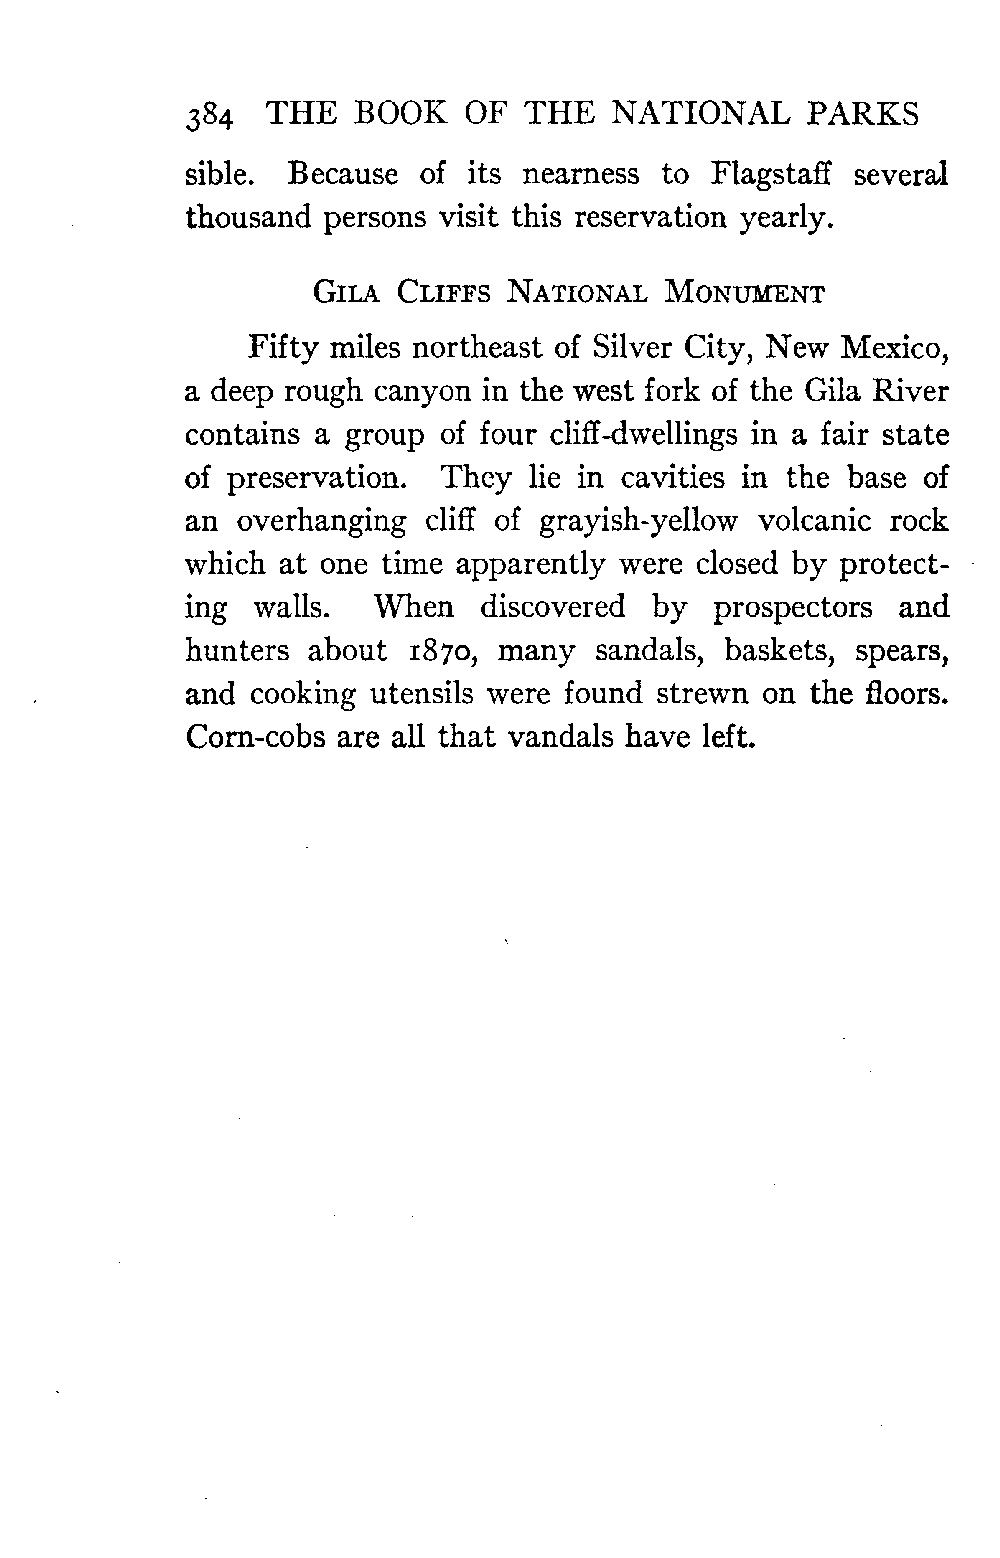 384 THE BOOK OF THE NATIONAL PARKS
sible. Because of its nearness to Flagstaff several
thousand persons visit this reservation yearly.
GILA CLIFFS NATIONAL MONUMENT
Fifty miles northeast of Silver City, New Mexico,
a deep rough canyon in the west fork of the Gila River
contains a group of four cliff-dwellings in a fair state
of preservation. They lie in cavities in the base of
an overhanging cliff of grayish-yellow volcanic rock
which at one time apparently were closed by protect-
ing walls. When discovered by prospectors and
hunters about 1870, many sandals, baskets, spears,
and cooking utensils were found strewn on the floors.
Corn-cobs are all that vandals have left.